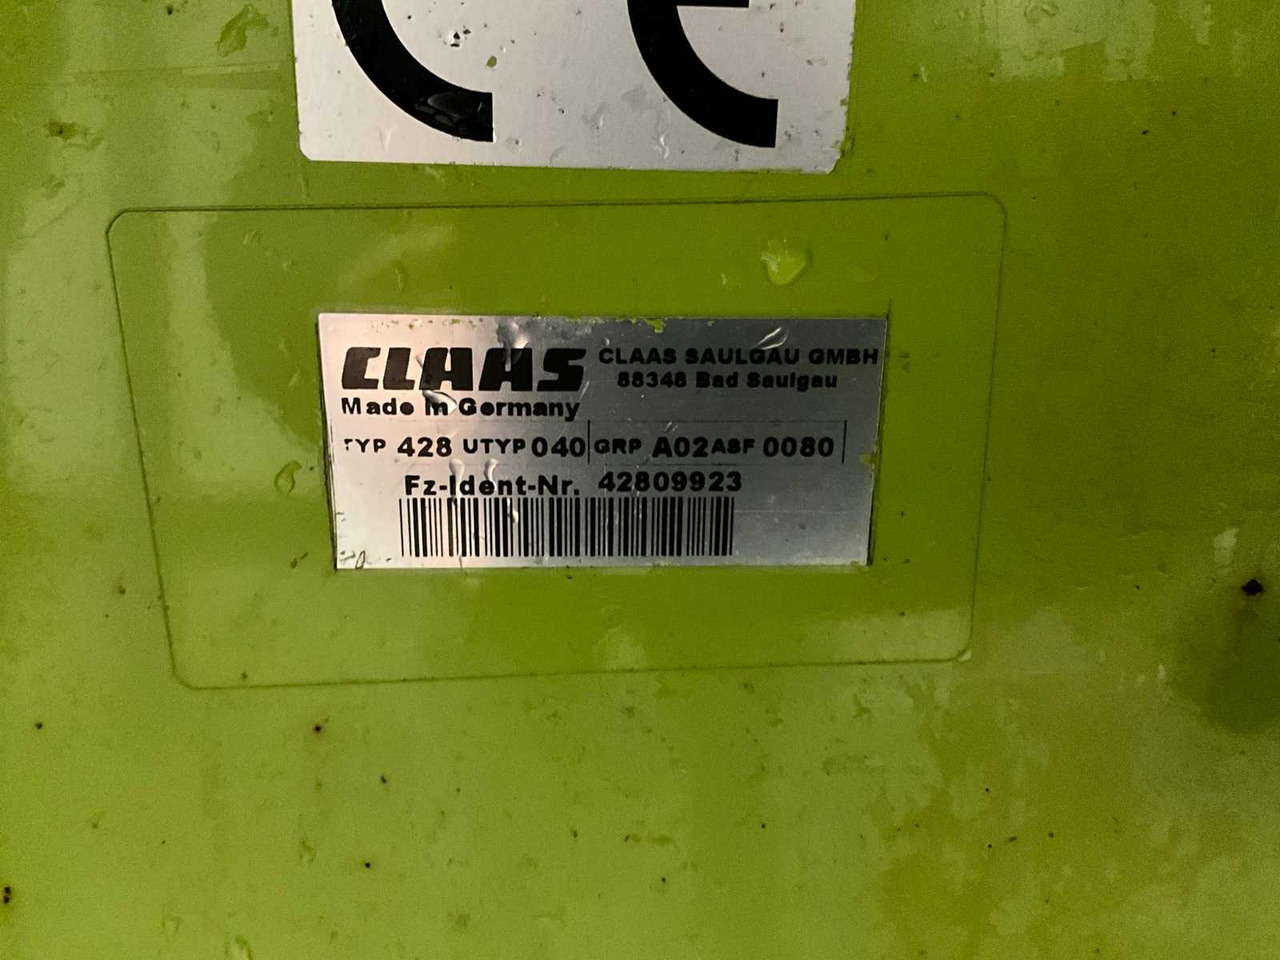 CE
CLAAS CLAAS SAULGAU GMBH
88348 Bad Saulgau
Made in Germany
TYP 428 UTYP 040 GRP A02 ASF 0080
Fz-Ident-Nr. 42809923